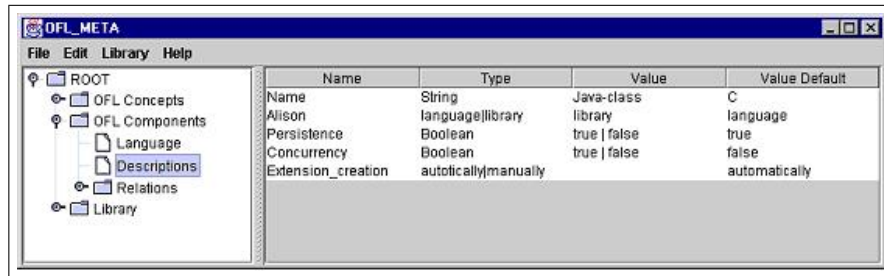 OFL_META
File Edit Library Help
ROOT
OFL Concepts
OFL Components
Language
Descriptions
Relations
Library
Name Type Value Value Default
Name String Java-class C
Alison language|library library language
Persistence Boolean true | false true
Concurrency Boolean true | false false
Extension_creation autotically|manually automatically